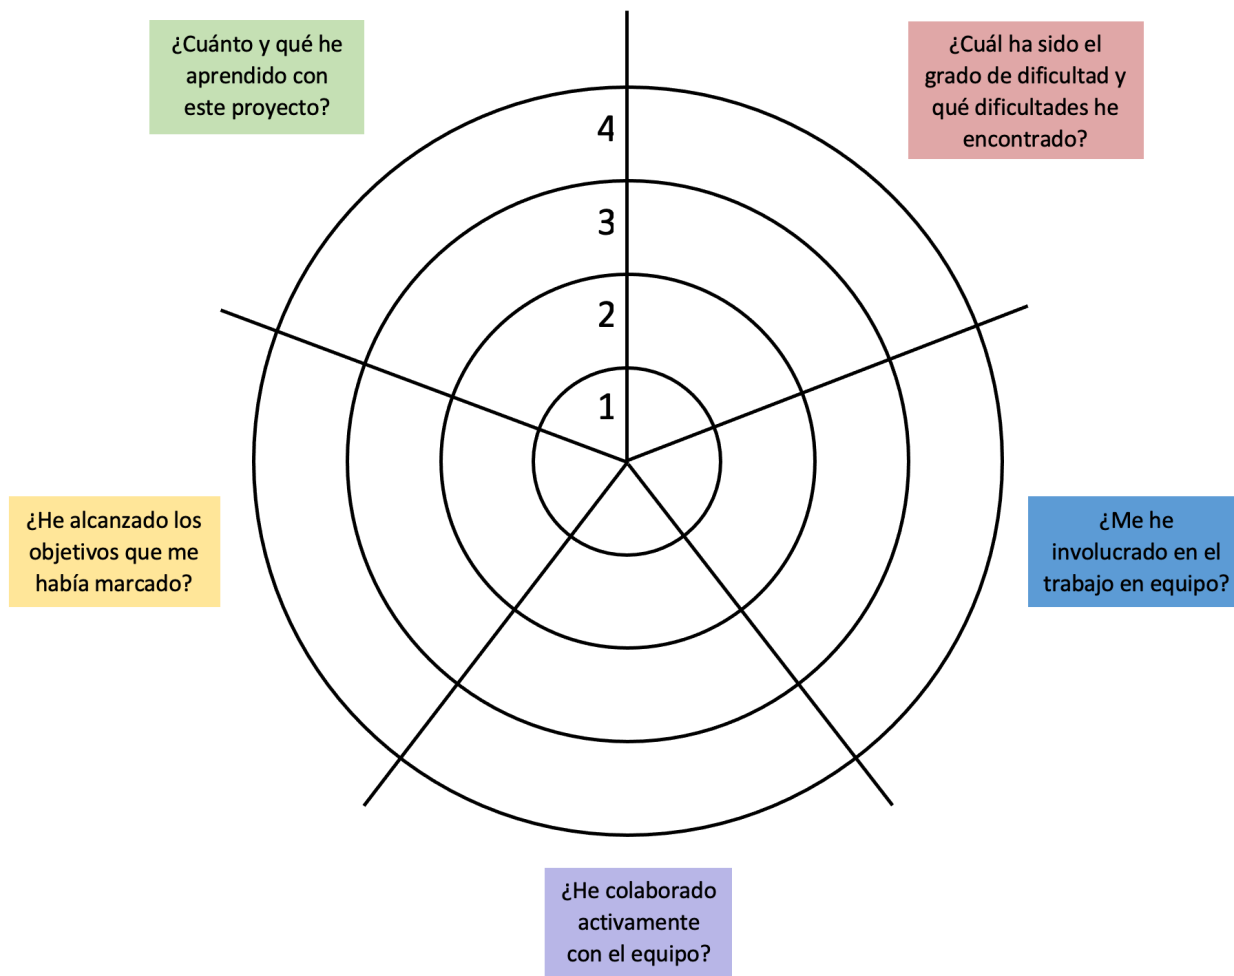 ¿Cuánto y qué he
aprendido con
este proyecto?
¿Cuál ha sido el
grado de dificultad y
qué dificultades he
encontrado?
4
3
2
1
¿He alcanzado los
objetivos que me
había marcado?
¿Me he
involucrado en el
trabajo en equipo?
¿He colaborado
activamente
con el equipo?